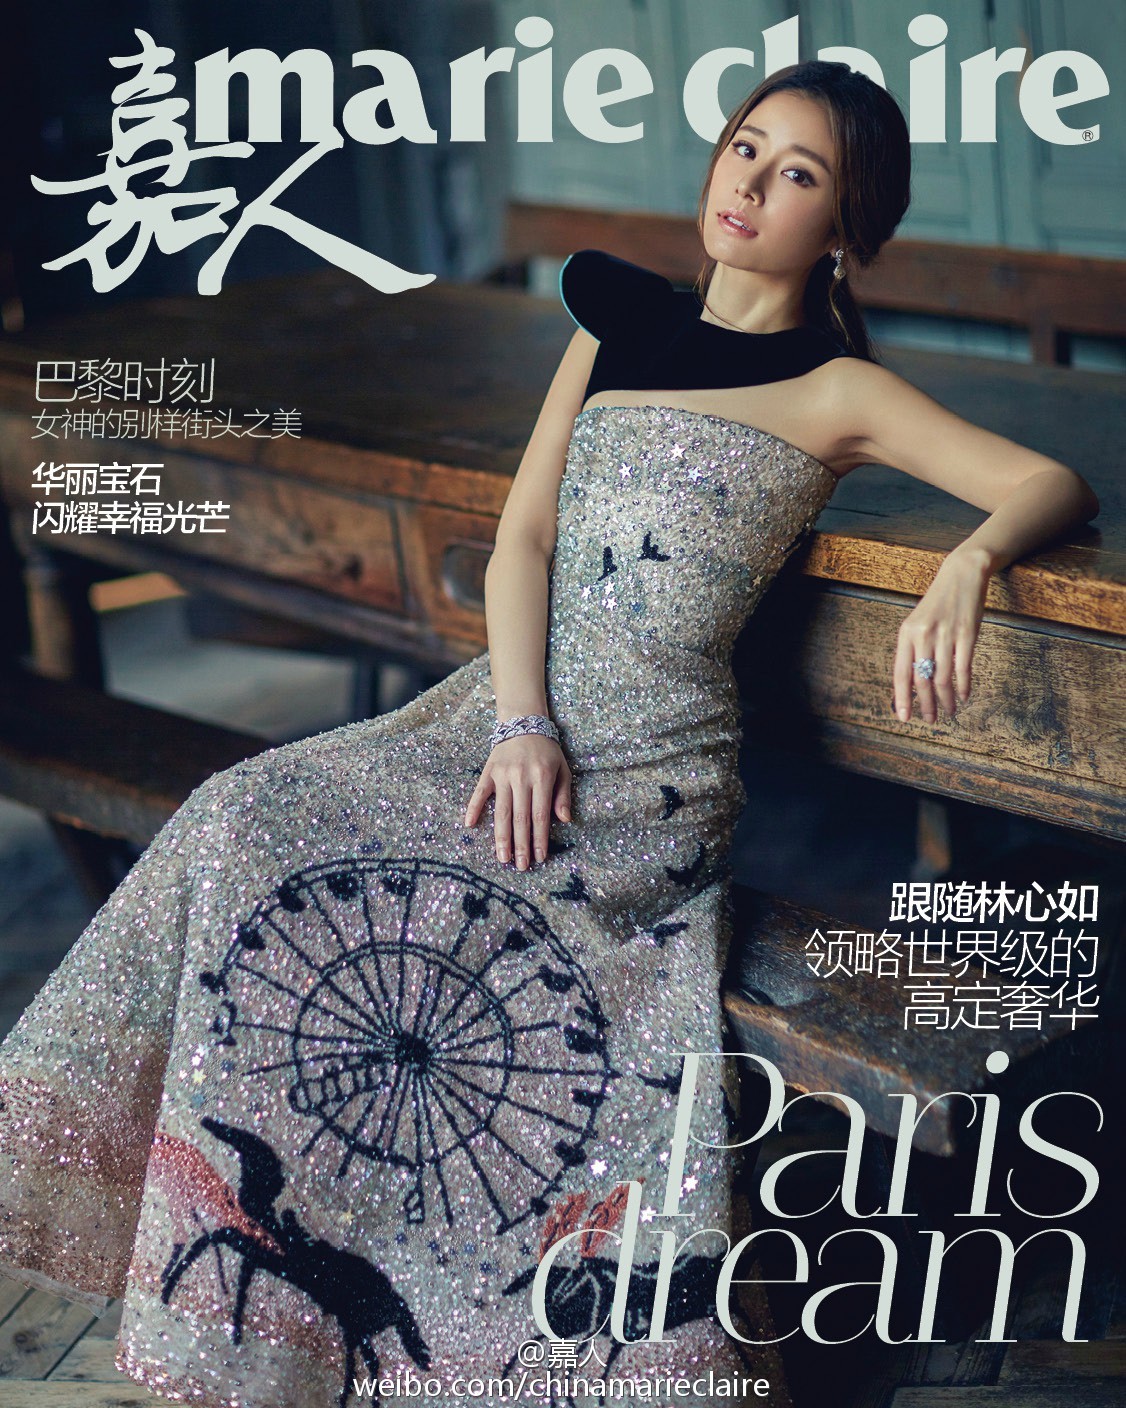 marie claire
®
嘉人
巴黎时刻
女神的别样街头之美
华丽宝石
闪耀幸福光芒
跟随林心如
领略世界级的
高定奢华
Paris
dream
@嘉人
weibo.com/chinamarieclaire